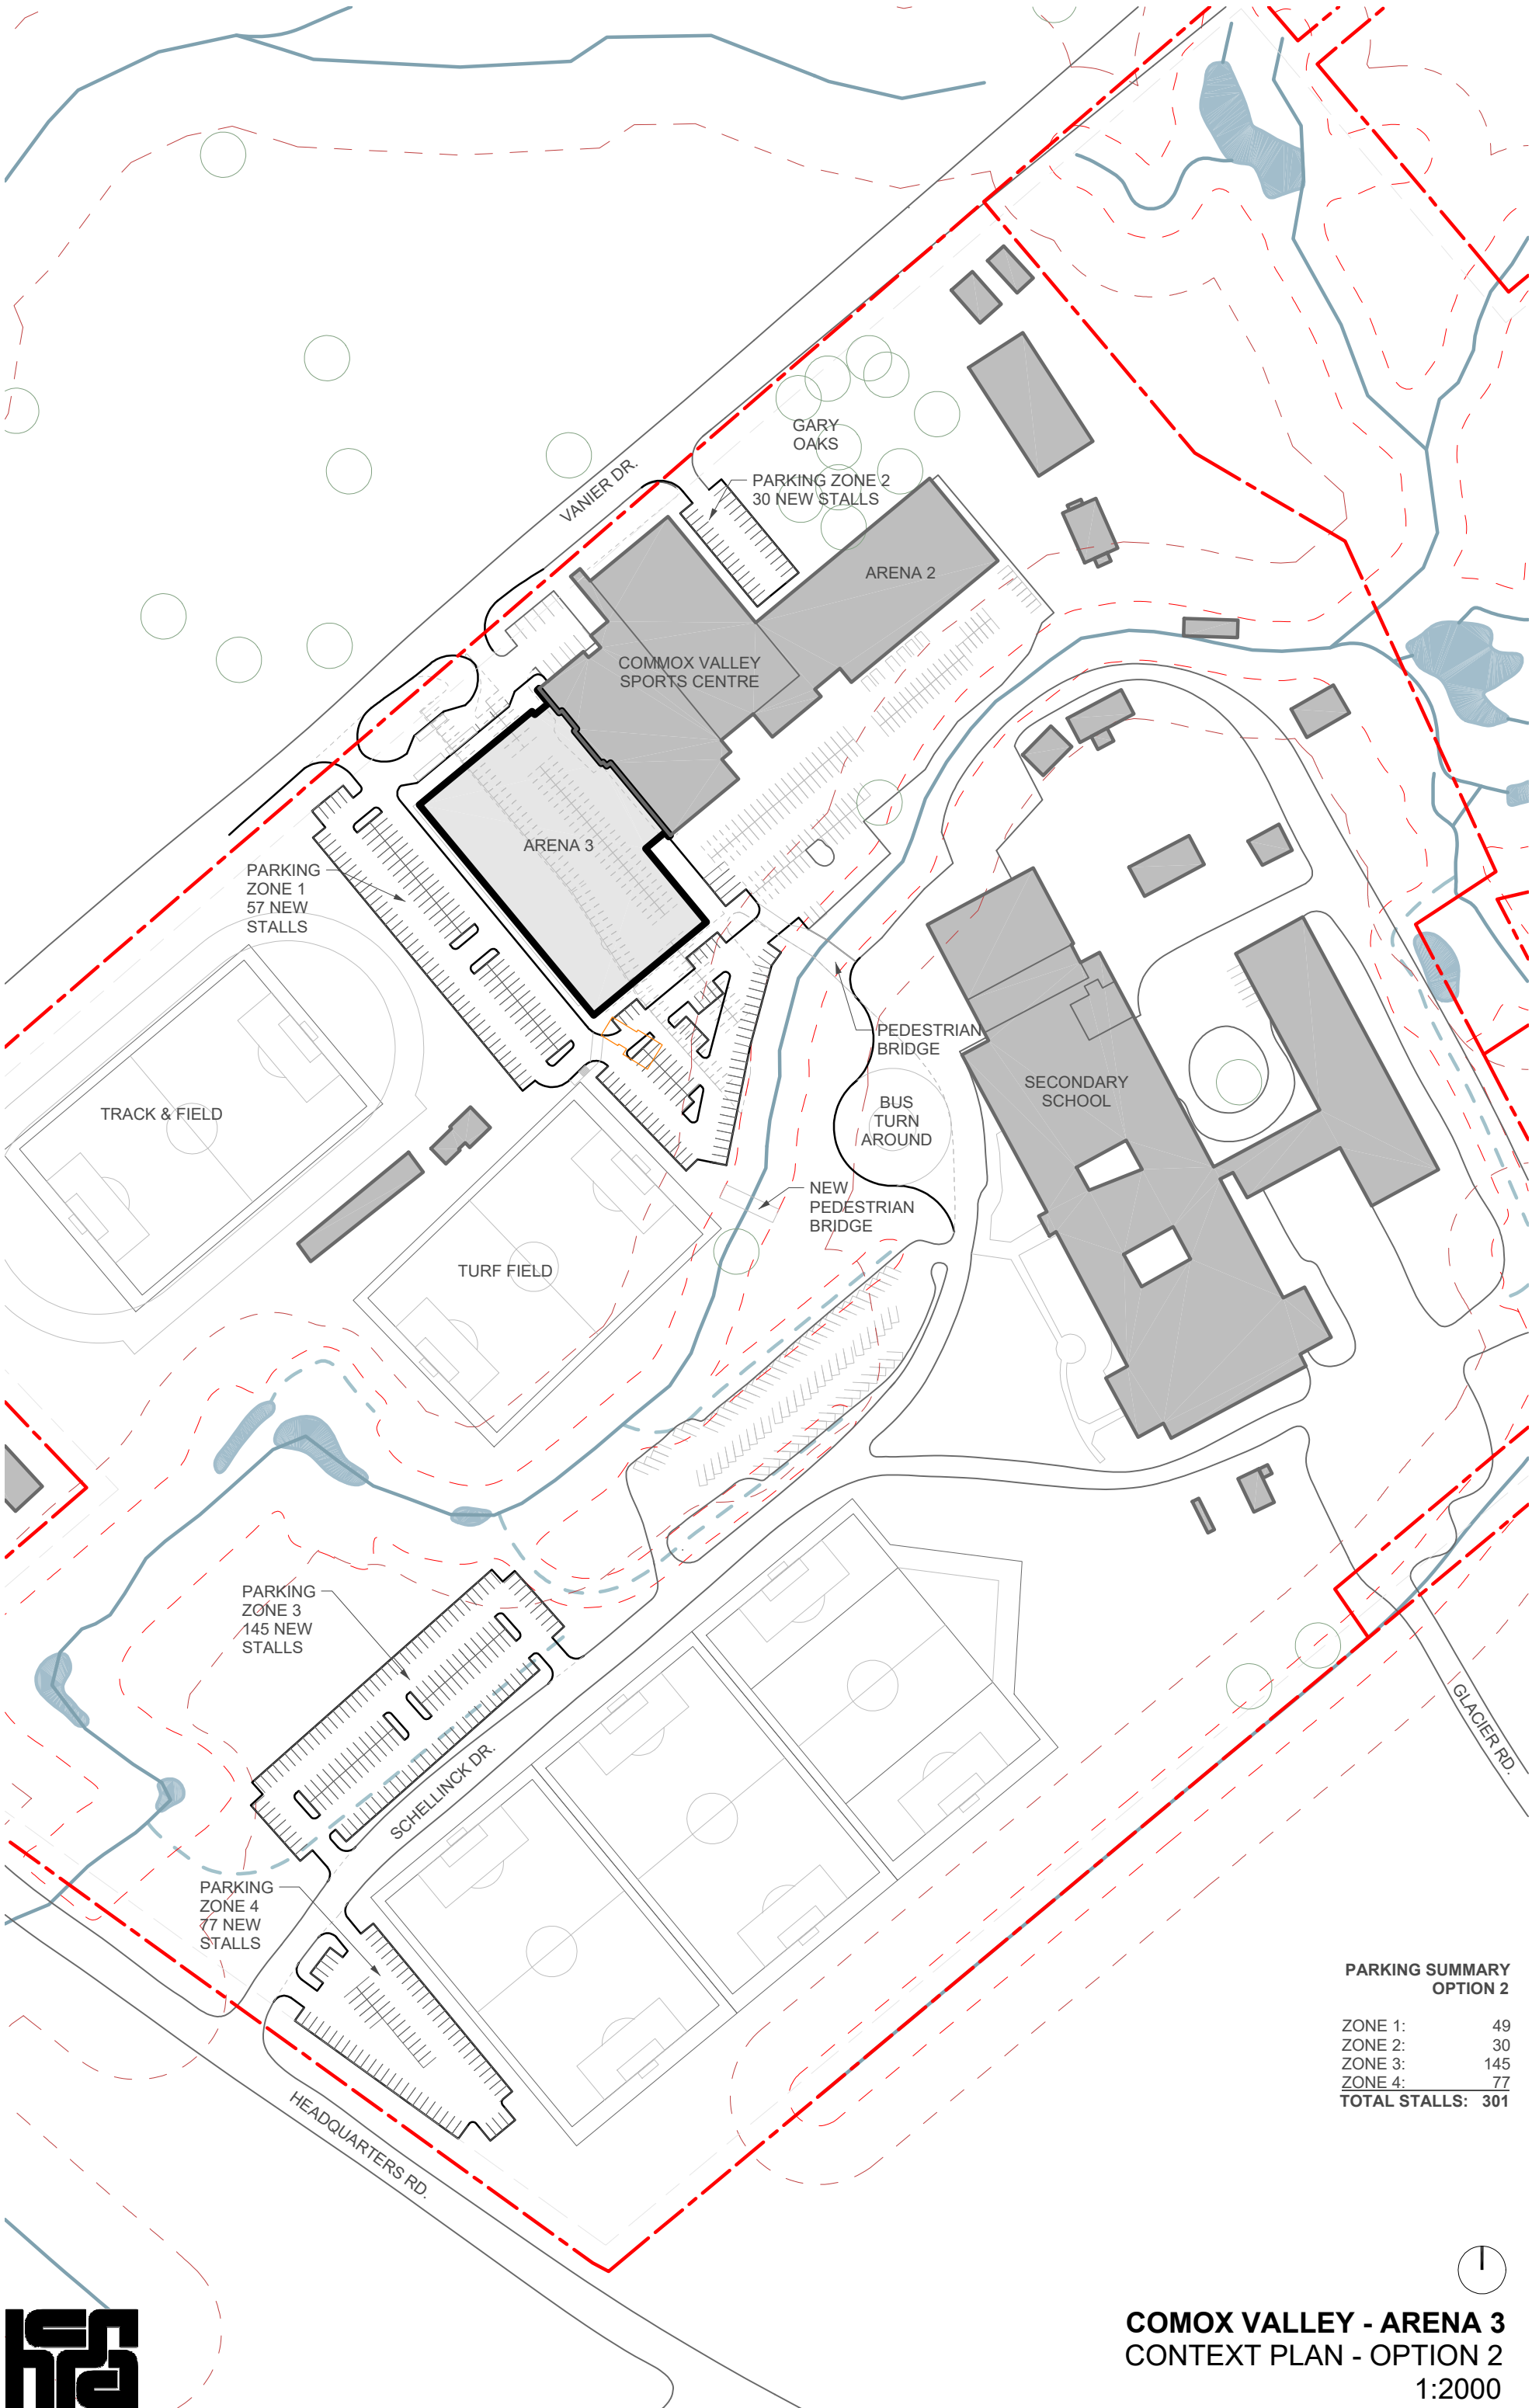 GARY
OAKS
VANIER DR.
PARKING ZONE 2
30 NEW STALLS
ARENA 2
COMMOX VALLEY
SPORTS CENTRE
ARENA 3
PARKING
ZONE 1
57 NEW
STALLS
PEDESTRIAN
BRIDGE
SECONDARY
SCHOOL
BUS
TURN
AROUND
TRACK & FIELD
NEW
PEDESTRIAN
BRIDGE
TURF FIELD
PARKING
ZONE 3
145 NEW
STALLS
GLACIER RD.
SCHELLINCK DR.
PARKING
ZONE 4
77 NEW
STALLS
HEADQUARTERS RD.
PARKING SUMMARY
OPTION 2
ZONE 1: 49
ZONE 2: 30
ZONE 3: 145
ZONE 4: 77
TOTAL STALLS: 301
COMOX VALLEY - ARENA 3
CONTEXT PLAN - OPTION 2
1:2000